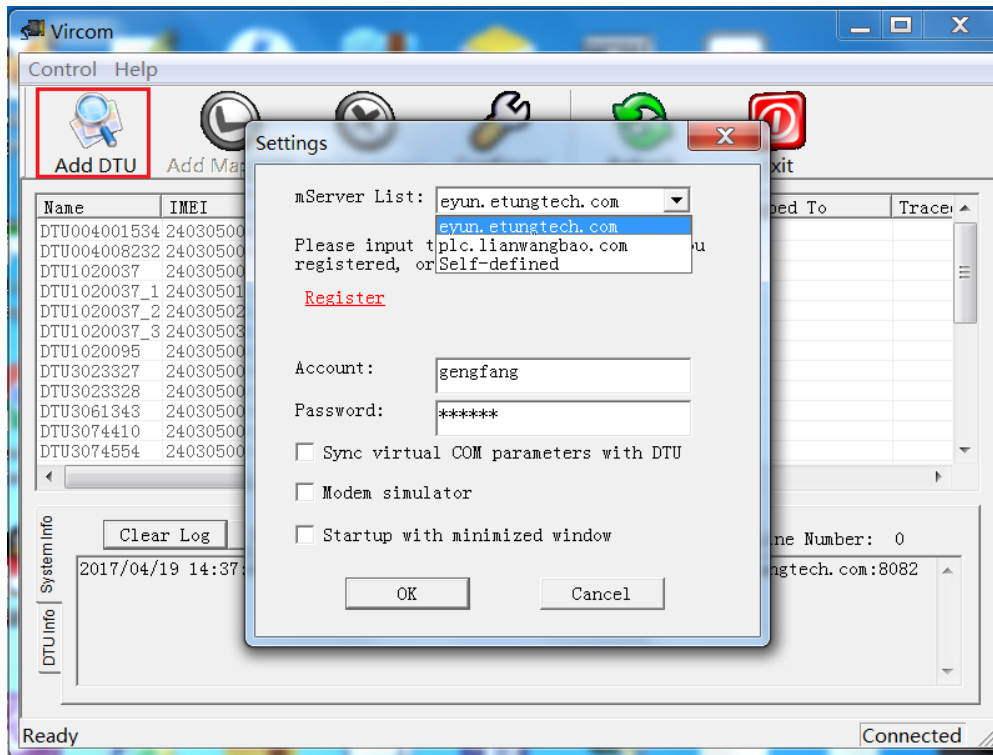 Vircom
Control Help
Add DTU
Add Ma
xit
Name IMEI ped To Trace
DTU004001534 24030500
DTU004008232 24030500
DTU1020037 24030500
DTU1020037_1 24030501
DTU1020037_2 24030502
DTU1020037_3 24030503
DTU1020095 24030500
DTU3023327 24030500
DTU3023328 24030500
DTU3061343 24030500
DTU3074410 24030500
DTU3074554 24030500
Settings
mServer List: eyun.etungtech.com
eyun.etungtech.com
plc.lianwangbao.com
Self-defined
Please input t u
registered, or
Register
Account: gengfang
Password: ******
Sync virtual COM parameters with DTU
Modem simulator
Startup with minimized window
OK Cancel
System Info
DTU Info
Clear Log ne Number: 0
2017/04/19 14:37: ngtech.com:8082
Ready Connected